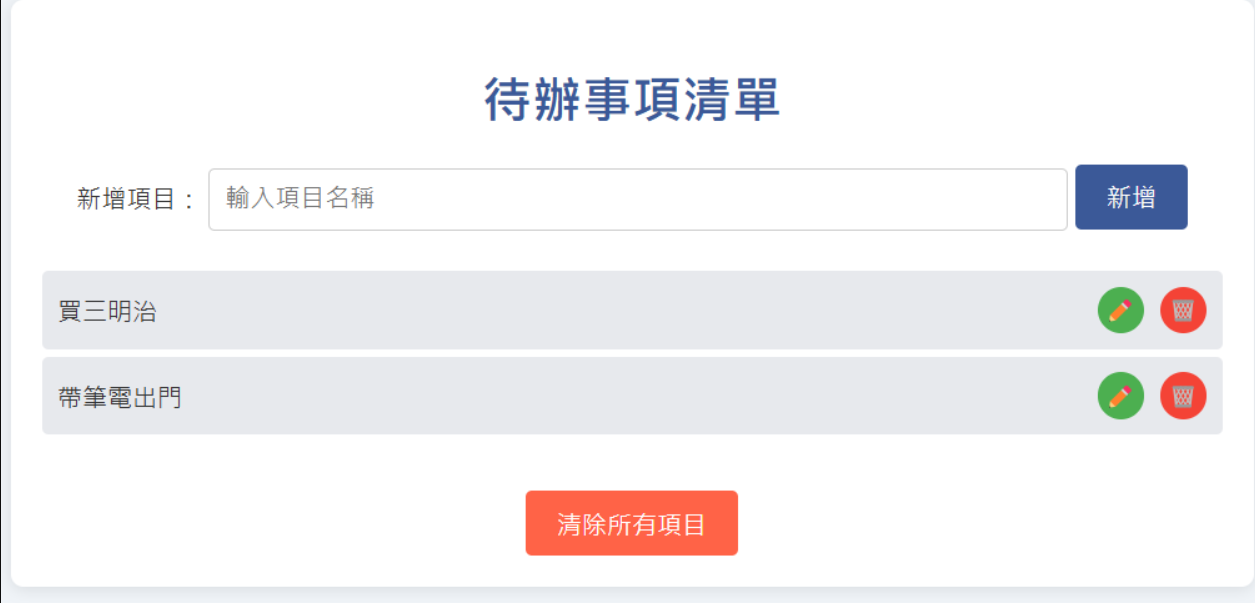 待辦事項清單
新增項目： 輸入項目名稱 新增
買三明治
帶筆電出門
清除所有項目